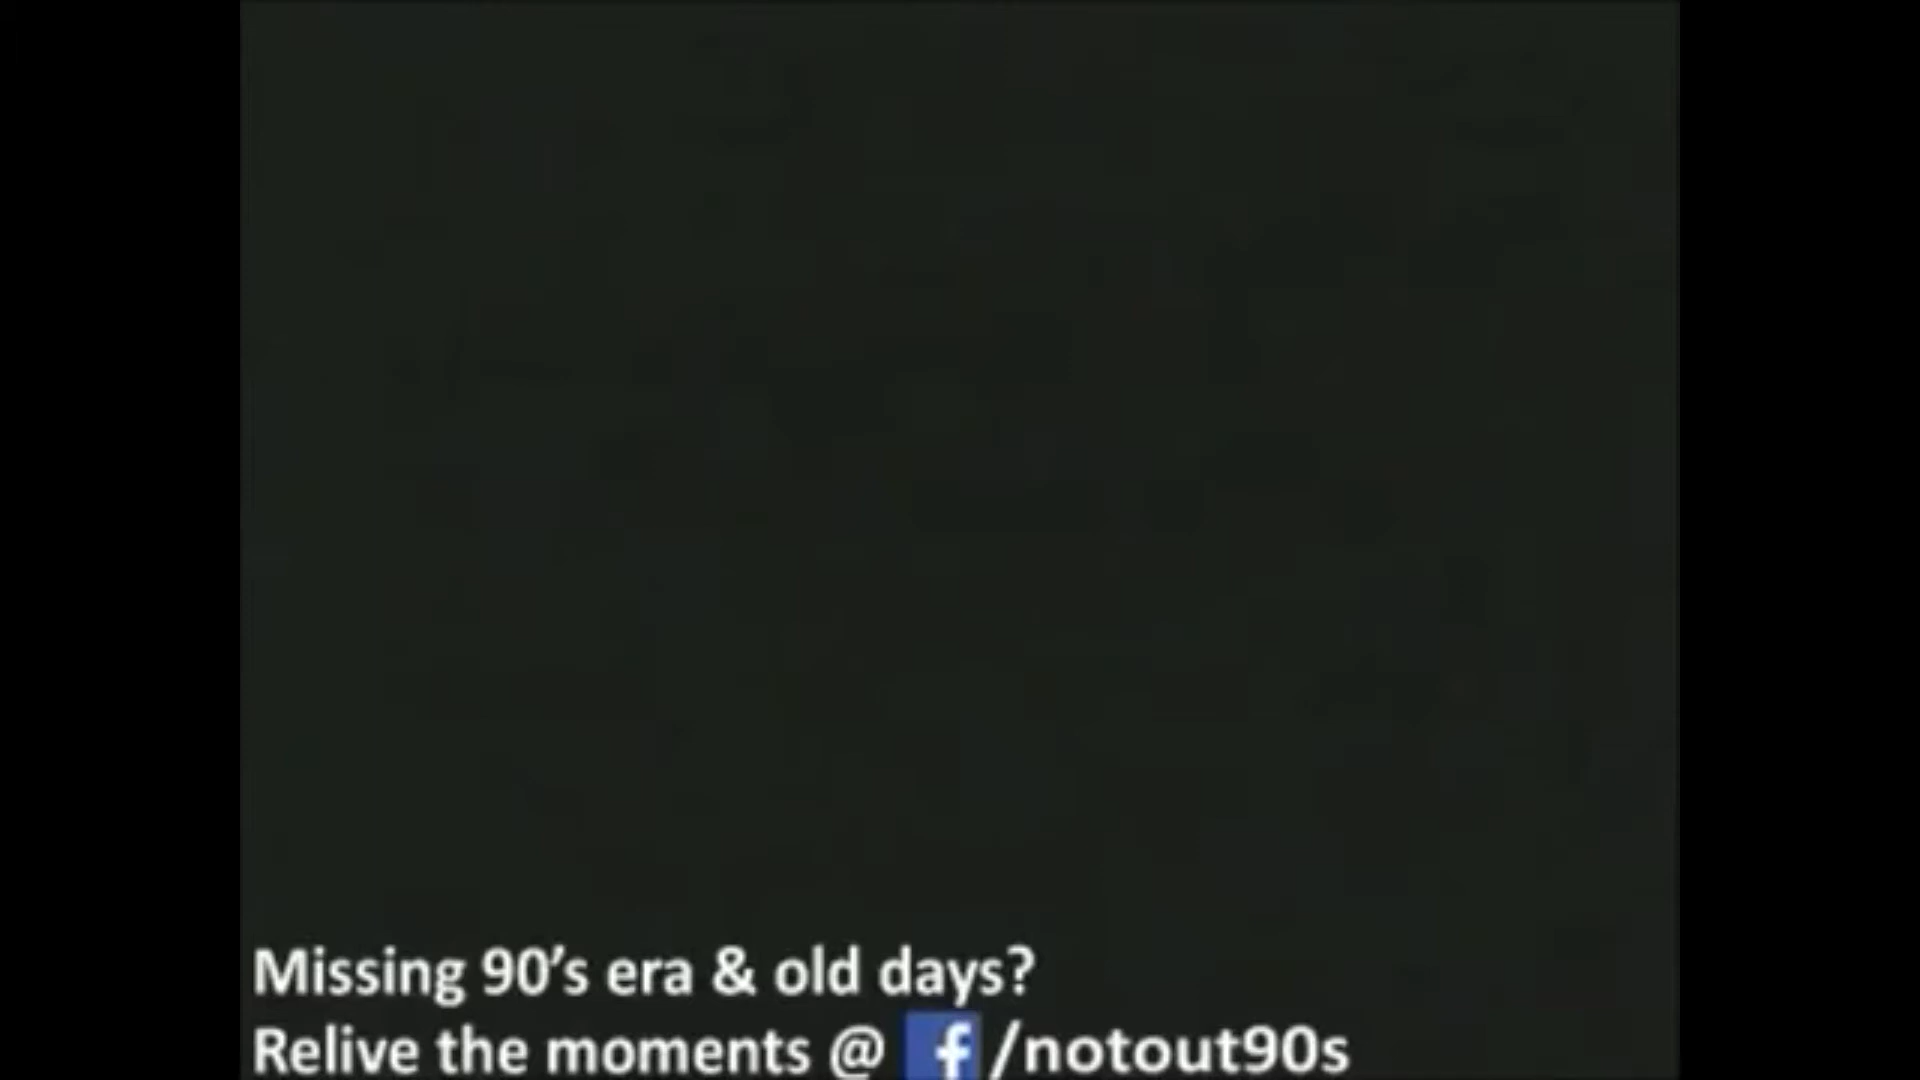 Missing 90’s era & old days?
Relive the moments @ f /notout90s